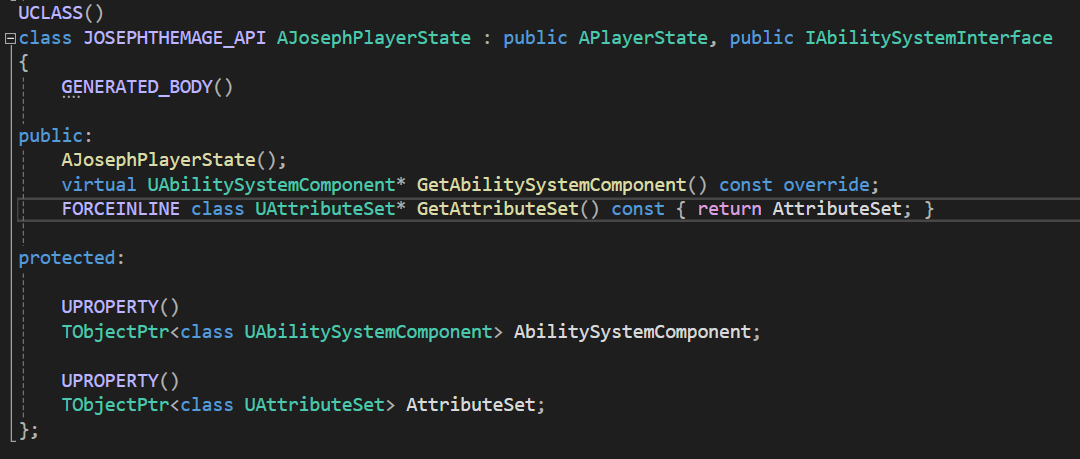 UCLASS()
class JOSEPHTHEMAGE_API AJosephPlayerState : public APlayerState, public IAbilitySystemInterface
{
    GENERATED_BODY()

public:
    AJosephPlayerState();
    virtual UAbilitySystemComponent* GetAbilitySystemComponent() const override;
    FORCEINLINE class UAttributeSet* GetAttributeSet() const { return AttributeSet; }

protected:

    UPROPERTY()
    TObjectPtr<class UAbilitySystemComponent> AbilitySystemComponent;

    UPROPERTY()
    TObjectPtr<class UAttributeSet> AttributeSet;
};